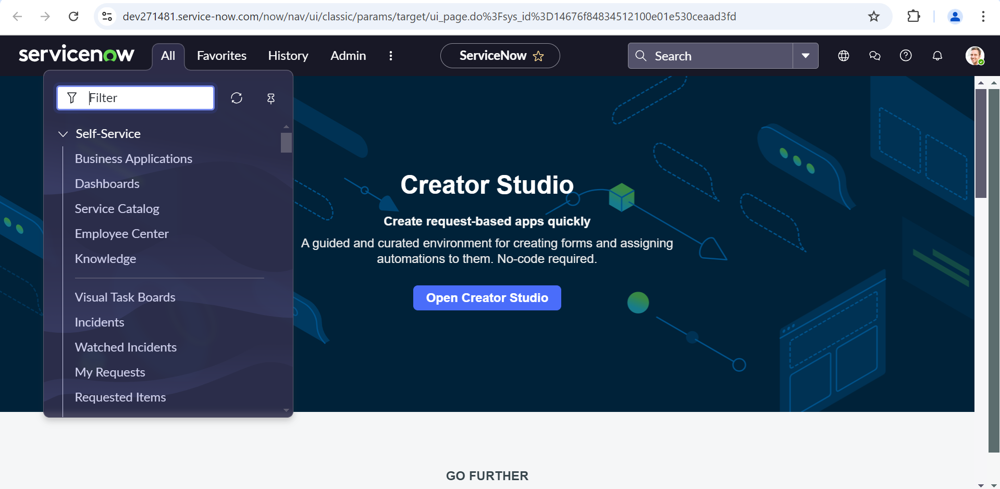 dev271481.service-now.com/now/nav/ui/classic/params/target/ui_page.do%3Fsys_id%3D14676f84834512100e01e530ceaad3fd
servicenow
All
Favorites
History
Admin
ServiceNow
Search
Filter
Self-Service
Business Applications
Dashboards
Service Catalog
Employee Center
Knowledge
Visual Task Boards
Incidents
Watched Incidents
My Requests
Requested Items
Creator Studio
Create request-based apps quickly
A guided and curated environment for creating forms and assigning
automations to them. No-code required.
Open Creator Studio
GO FURTHER